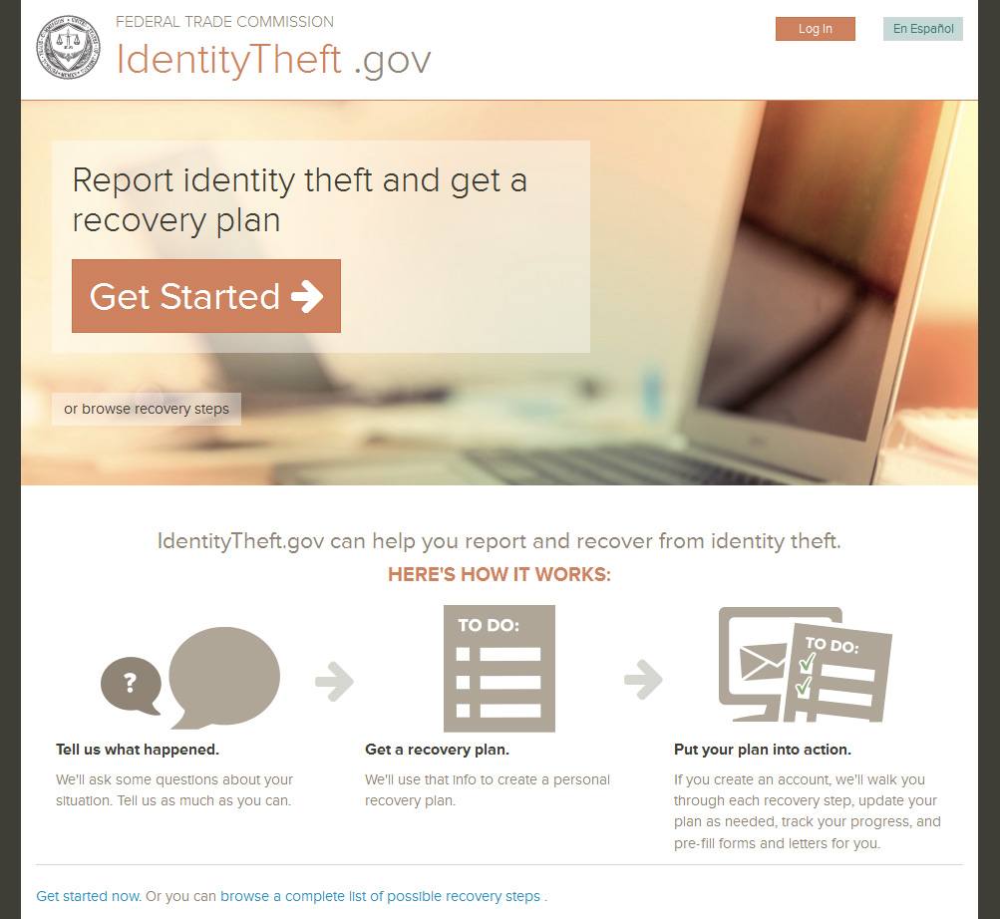 FEDERAL TRADE COMMISSION
IdentityTheft .gov
Log In
En Español
Report identity theft and get a
recovery plan
Get Started
or browse recovery steps
IdentityTheft.gov can help you report and recover from identity theft.
HERE'S HOW IT WORKS:
?
TO DO:
TO DO:
Tell us what happened.
We'll ask some questions about your
situation. Tell us as much as you can.
Get a recovery plan.
We'll use that info to create a personal
recovery plan.
Put your plan into action.
If you create an account, we'll walk you
through each recovery step, update your
plan as needed, track your progress, and
pre-fill forms and letters for you.
Get started now. Or you can browse a complete list of possible recovery steps .